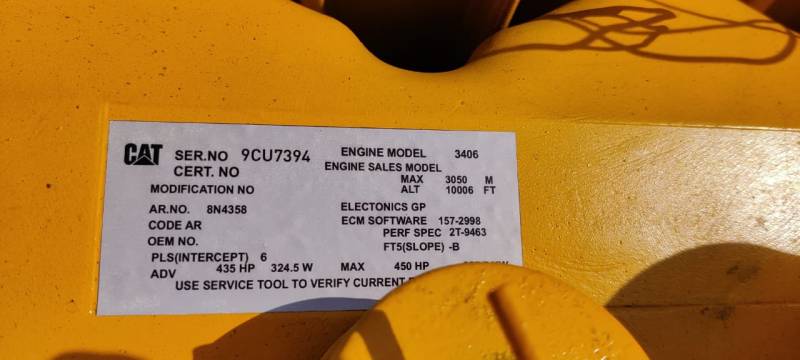 CAT SER.NO 9CU7394 ENGINE MODEL 3406
CERT. NO ENGINE SALES MODEL
MODIFICATION NO MAX 3050 M
ALT 10006 FT
AR.NO. 8N4358 ELECTONICS GP
CODE AR ECM SOFTWARE 157-2998
OEM NO. PERF SPEC 2T-9463
PLS(INTERCEPT) 6 FT5(SLOPE) -B
ADV 435 HP 324.5 W MAX 450 HP
USE SERVICE TOOL TO VERIFY CURRENT